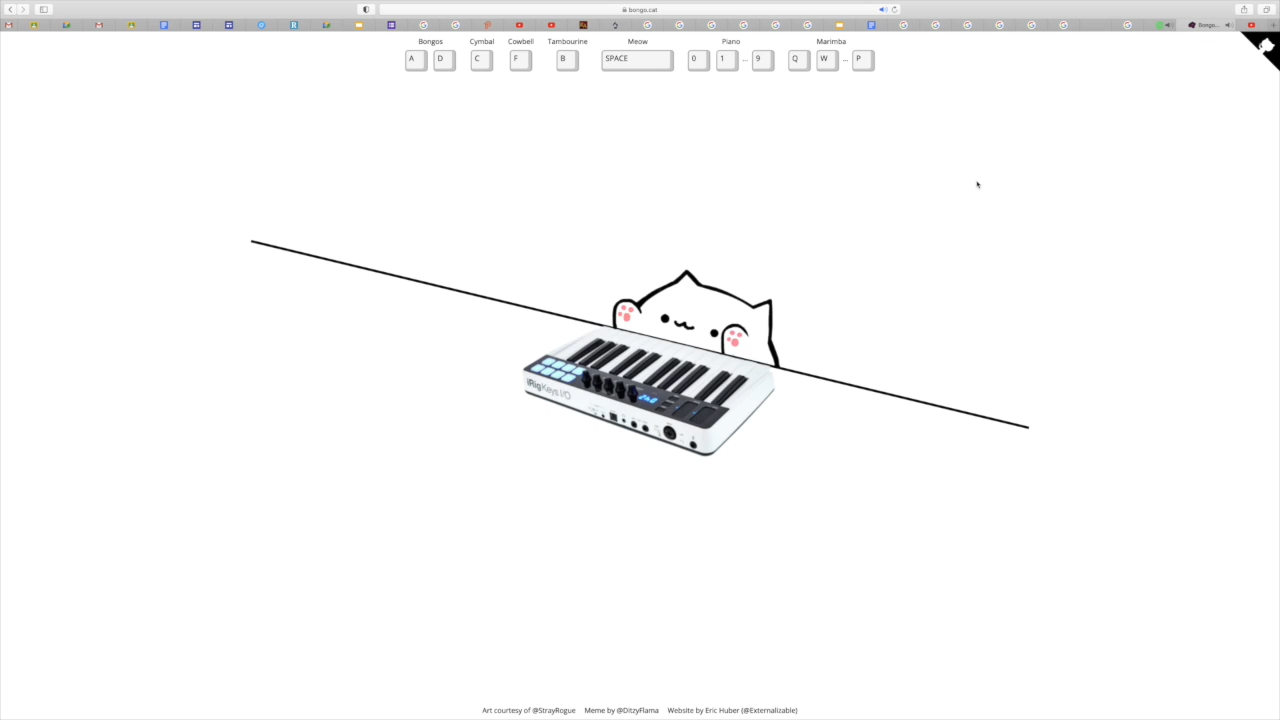 bongo.cat
Bongo...
Bongos Cymbal Cowbell Tambourine Meow Piano Marimba
A D C F B SPACE 0 1 ... 9 Q W ... P
iRig Keys I/O
Art courtesy of @StrayRogue Meme by @DitzyFlama Website by Eric Huber (@Externalizable)